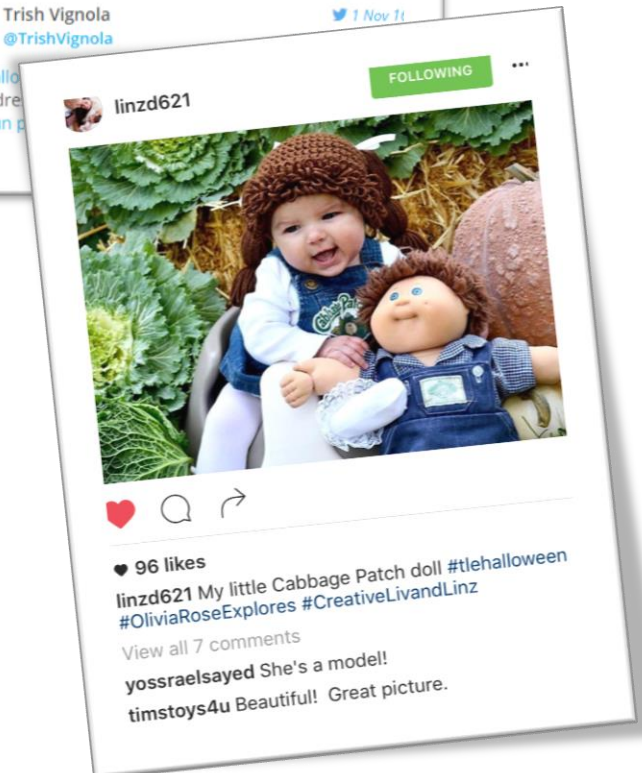 Trish Vignola
1 Nov
@TrishVignola
linzd621
FOLLOWING
96 likes
linzd621 My little Cabbage Patch doll #tlehalloween
#OliviaRoseExplores #CreativeLivandLinz
View all 7 comments
yossraelsayed She's a model!
timstoys4u Beautiful! Great picture.